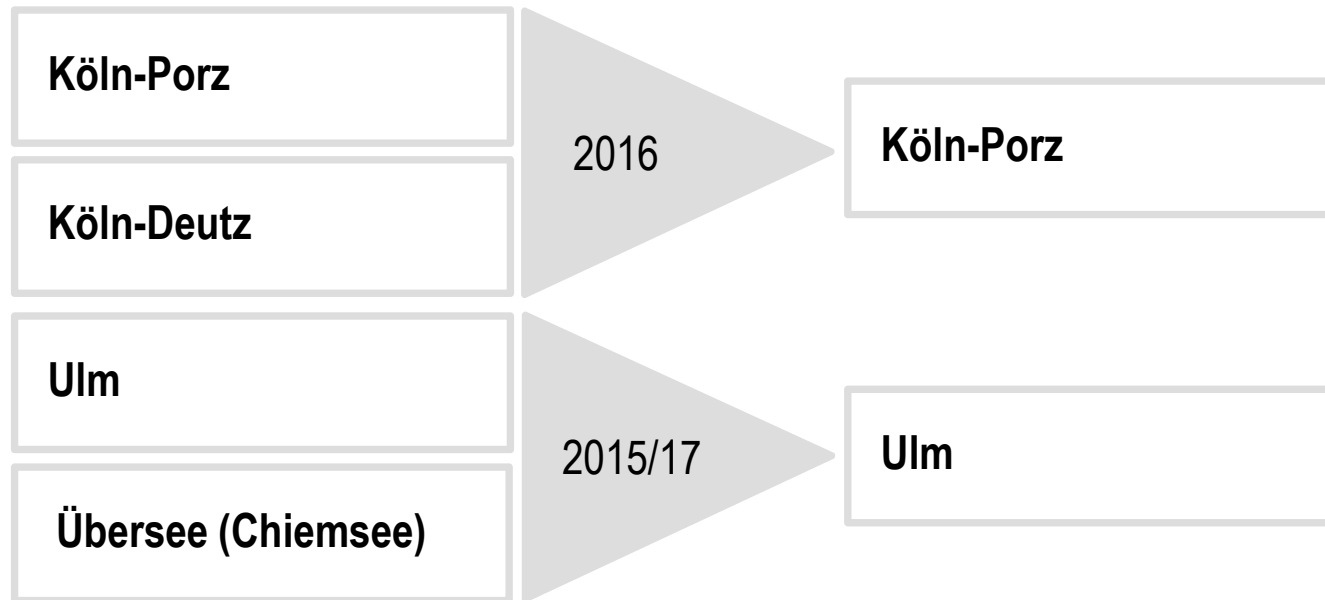 Köln-Porz
Köln-Deutz
2016
Köln-Porz
Ulm
Übersee (Chiemsee)
2015/17
Ulm